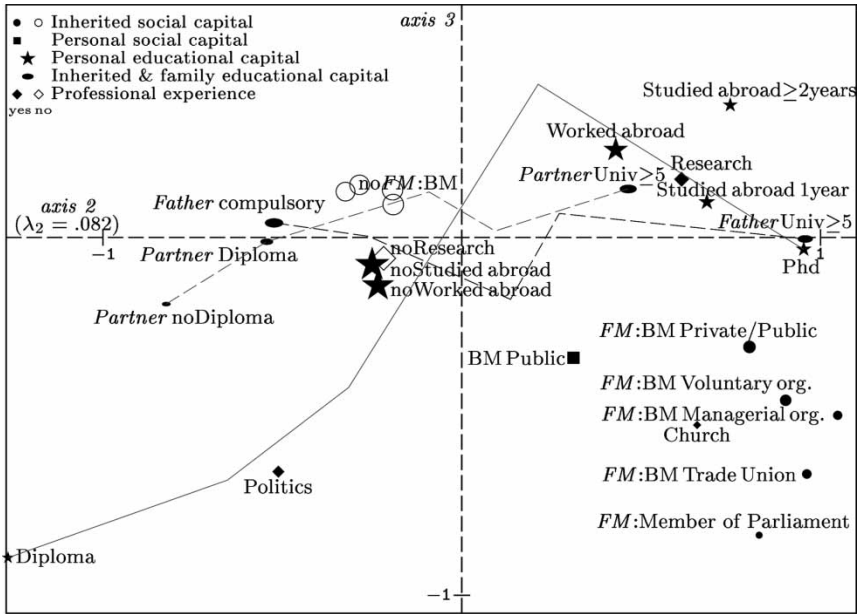 axis 3
Inherited social capital
Personal social capital
Personal educational capital
Inherited & family educational capital
Professional experience
yes no
Studied abroad≥2years
Worked abroad
noFM:BM
PartnerUniv≥5
Research
Father compulsory
Studied abroad 1year
axis 2
(λ2 = .082)
FatherUniv≥5
−1
1
Partner Diploma
noResearch
noStudied abroad
noWorked abroad
Phd
Partner noDiploma
FM:BM Private/Public
BM Public
FM:BM Voluntary org.
FM:BM Managerial org.
Church
FM:BM Trade Union
Politics
FM:Member of Parliament
Diploma
−1